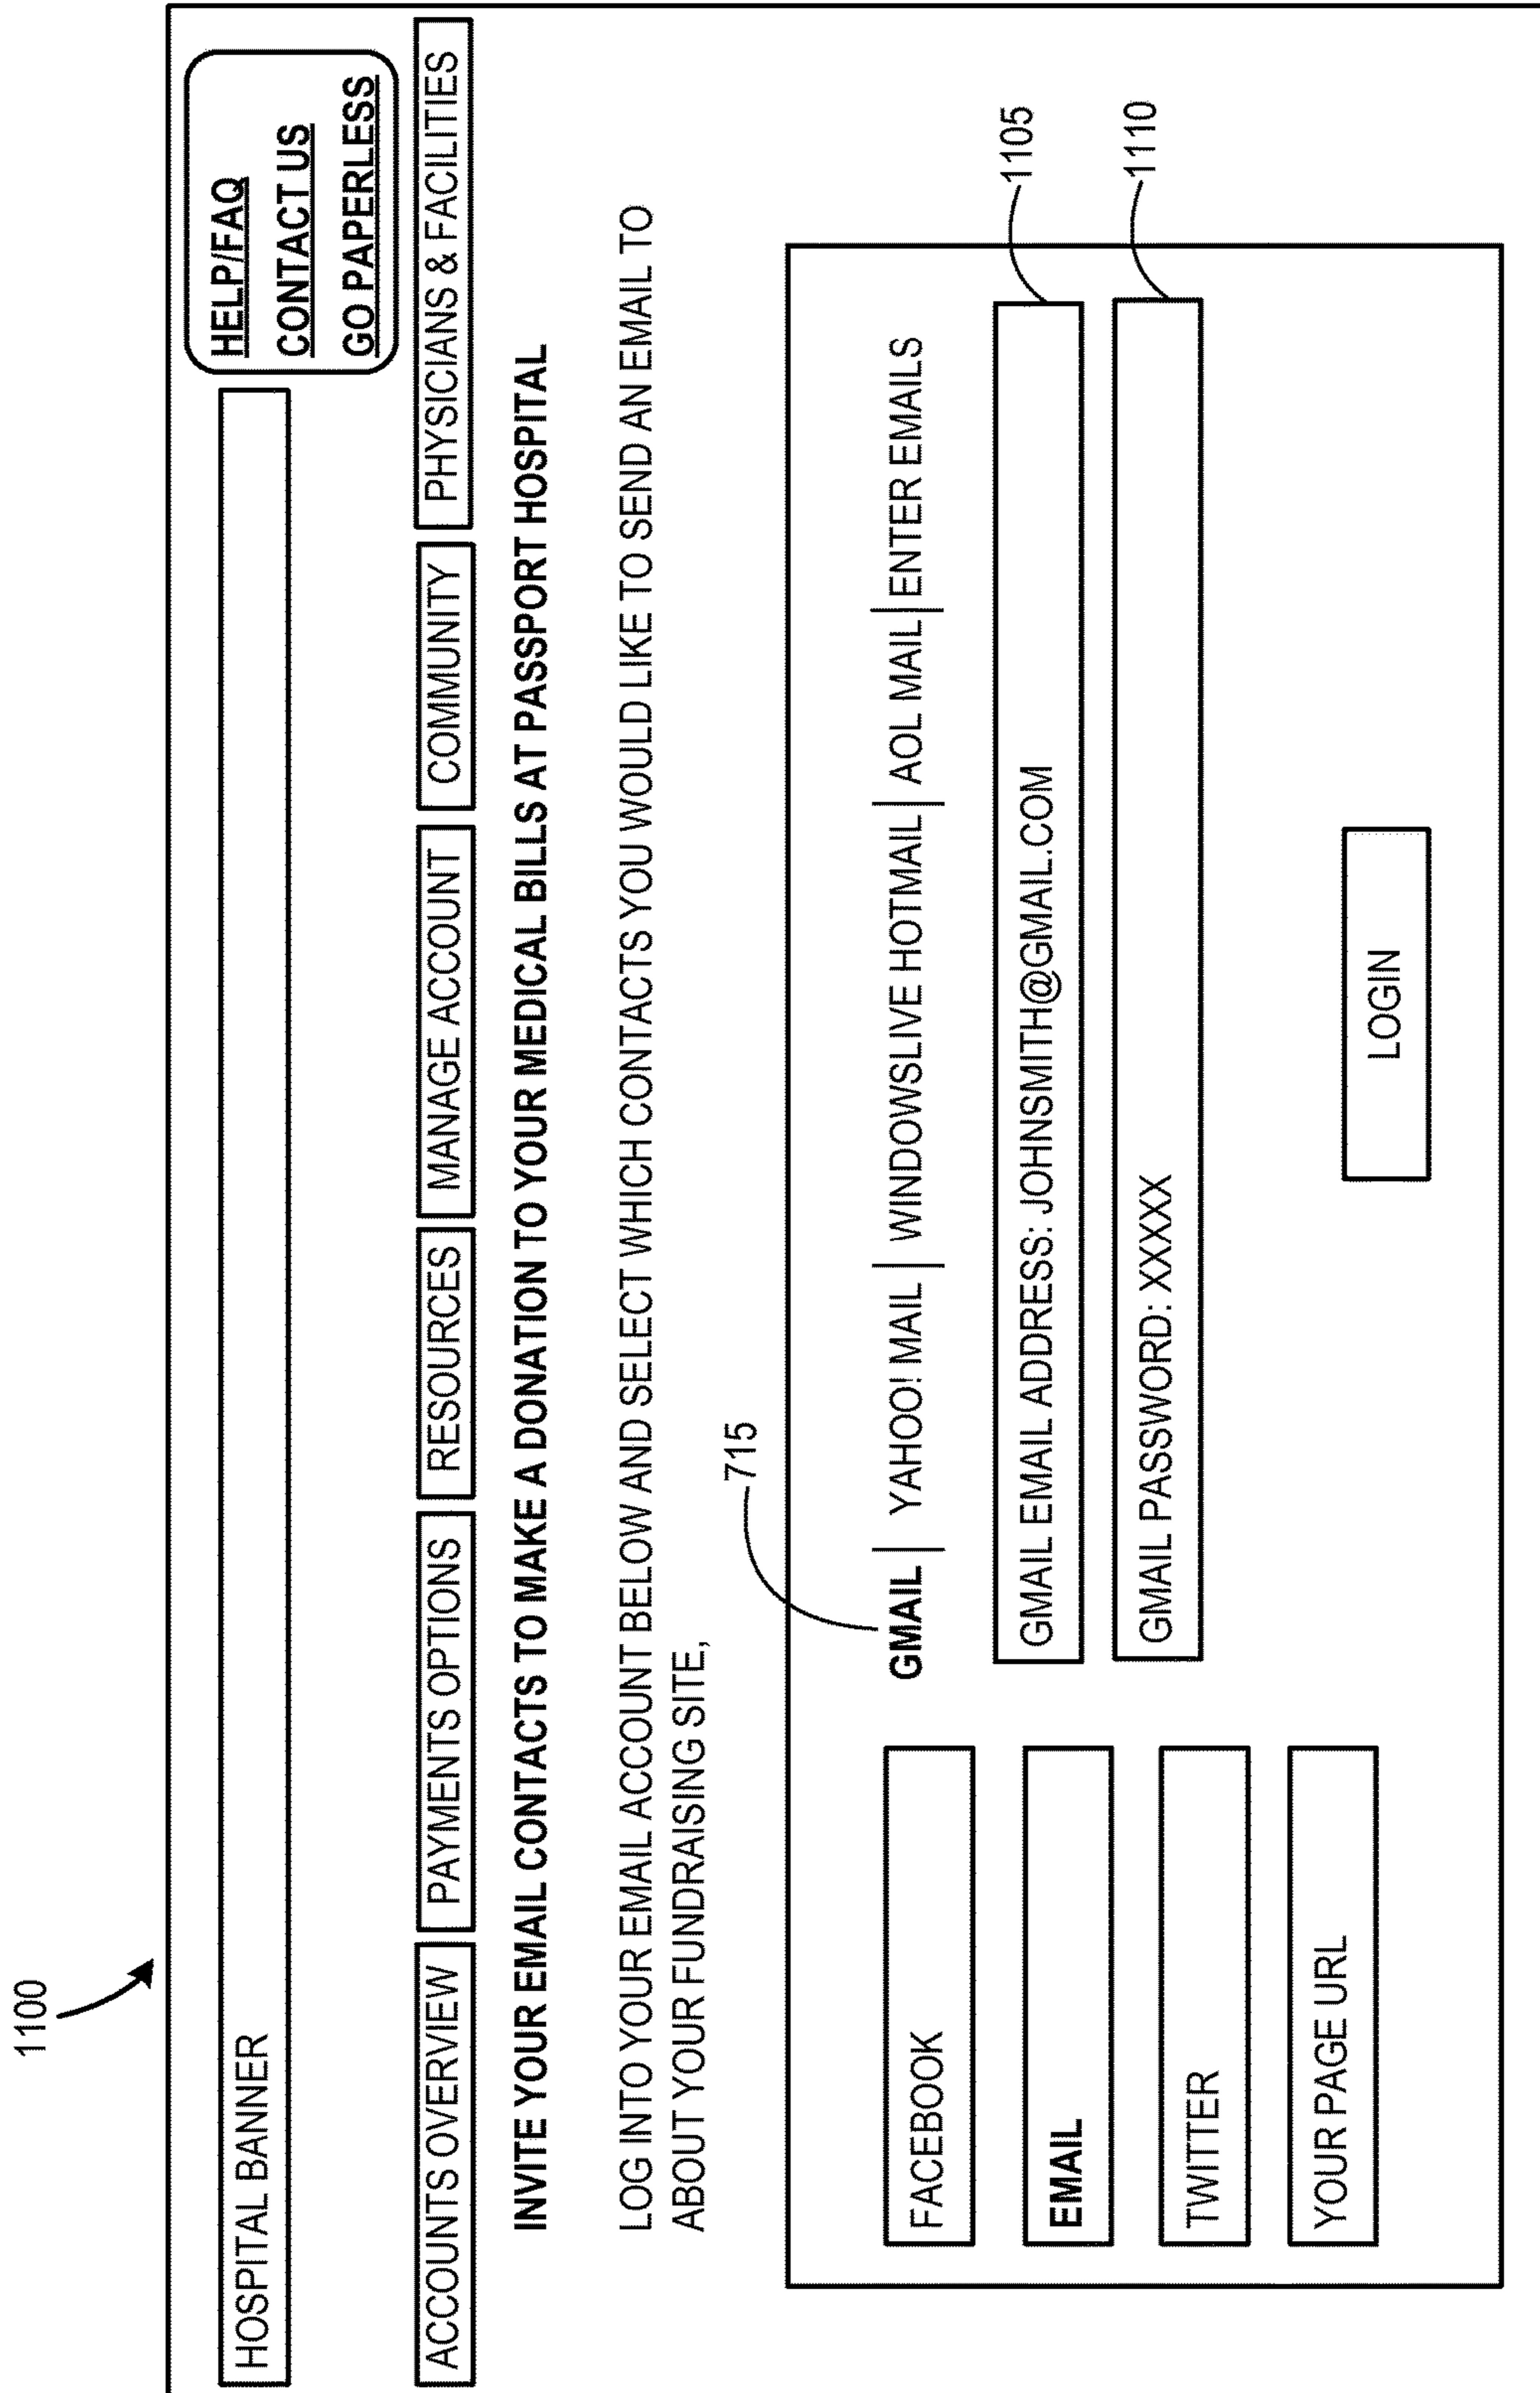 1100
HOSPITAL BANNER
HELP/FAQ
CONTACT US
GO PAPERLESS
ACCOUNTS OVERVIEW PAYMENTS OPTIONS RESOURCES MANAGE ACCOUNT COMMUNITY PHYSICIANS & FACILITIES
INVITE YOUR EMAIL CONTACTS TO MAKE A DONATION TO YOUR MEDICAL BILLS AT PASSPORT HOSPITAL
LOG INTO YOUR EMAIL ACCOUNT BELOW AND SELECT WHICH CONTACTS YOU WOULD LIKE TO SEND AN EMAIL TO
ABOUT YOUR FUNDRAISING SITE,
715
GMAIL | YAHOO! MAIL | WINDOWSLIVE HOTMAIL | AOL MAIL | ENTER EMAILS
FACEBOOK
EMAIL
TWITTER
YOUR PAGE URL
GMAIL EMAIL ADDRESS: JOHNSMITH@GMAIL.COM
1105
GMAIL PASSWORD: XXXXX
1110
LOGIN